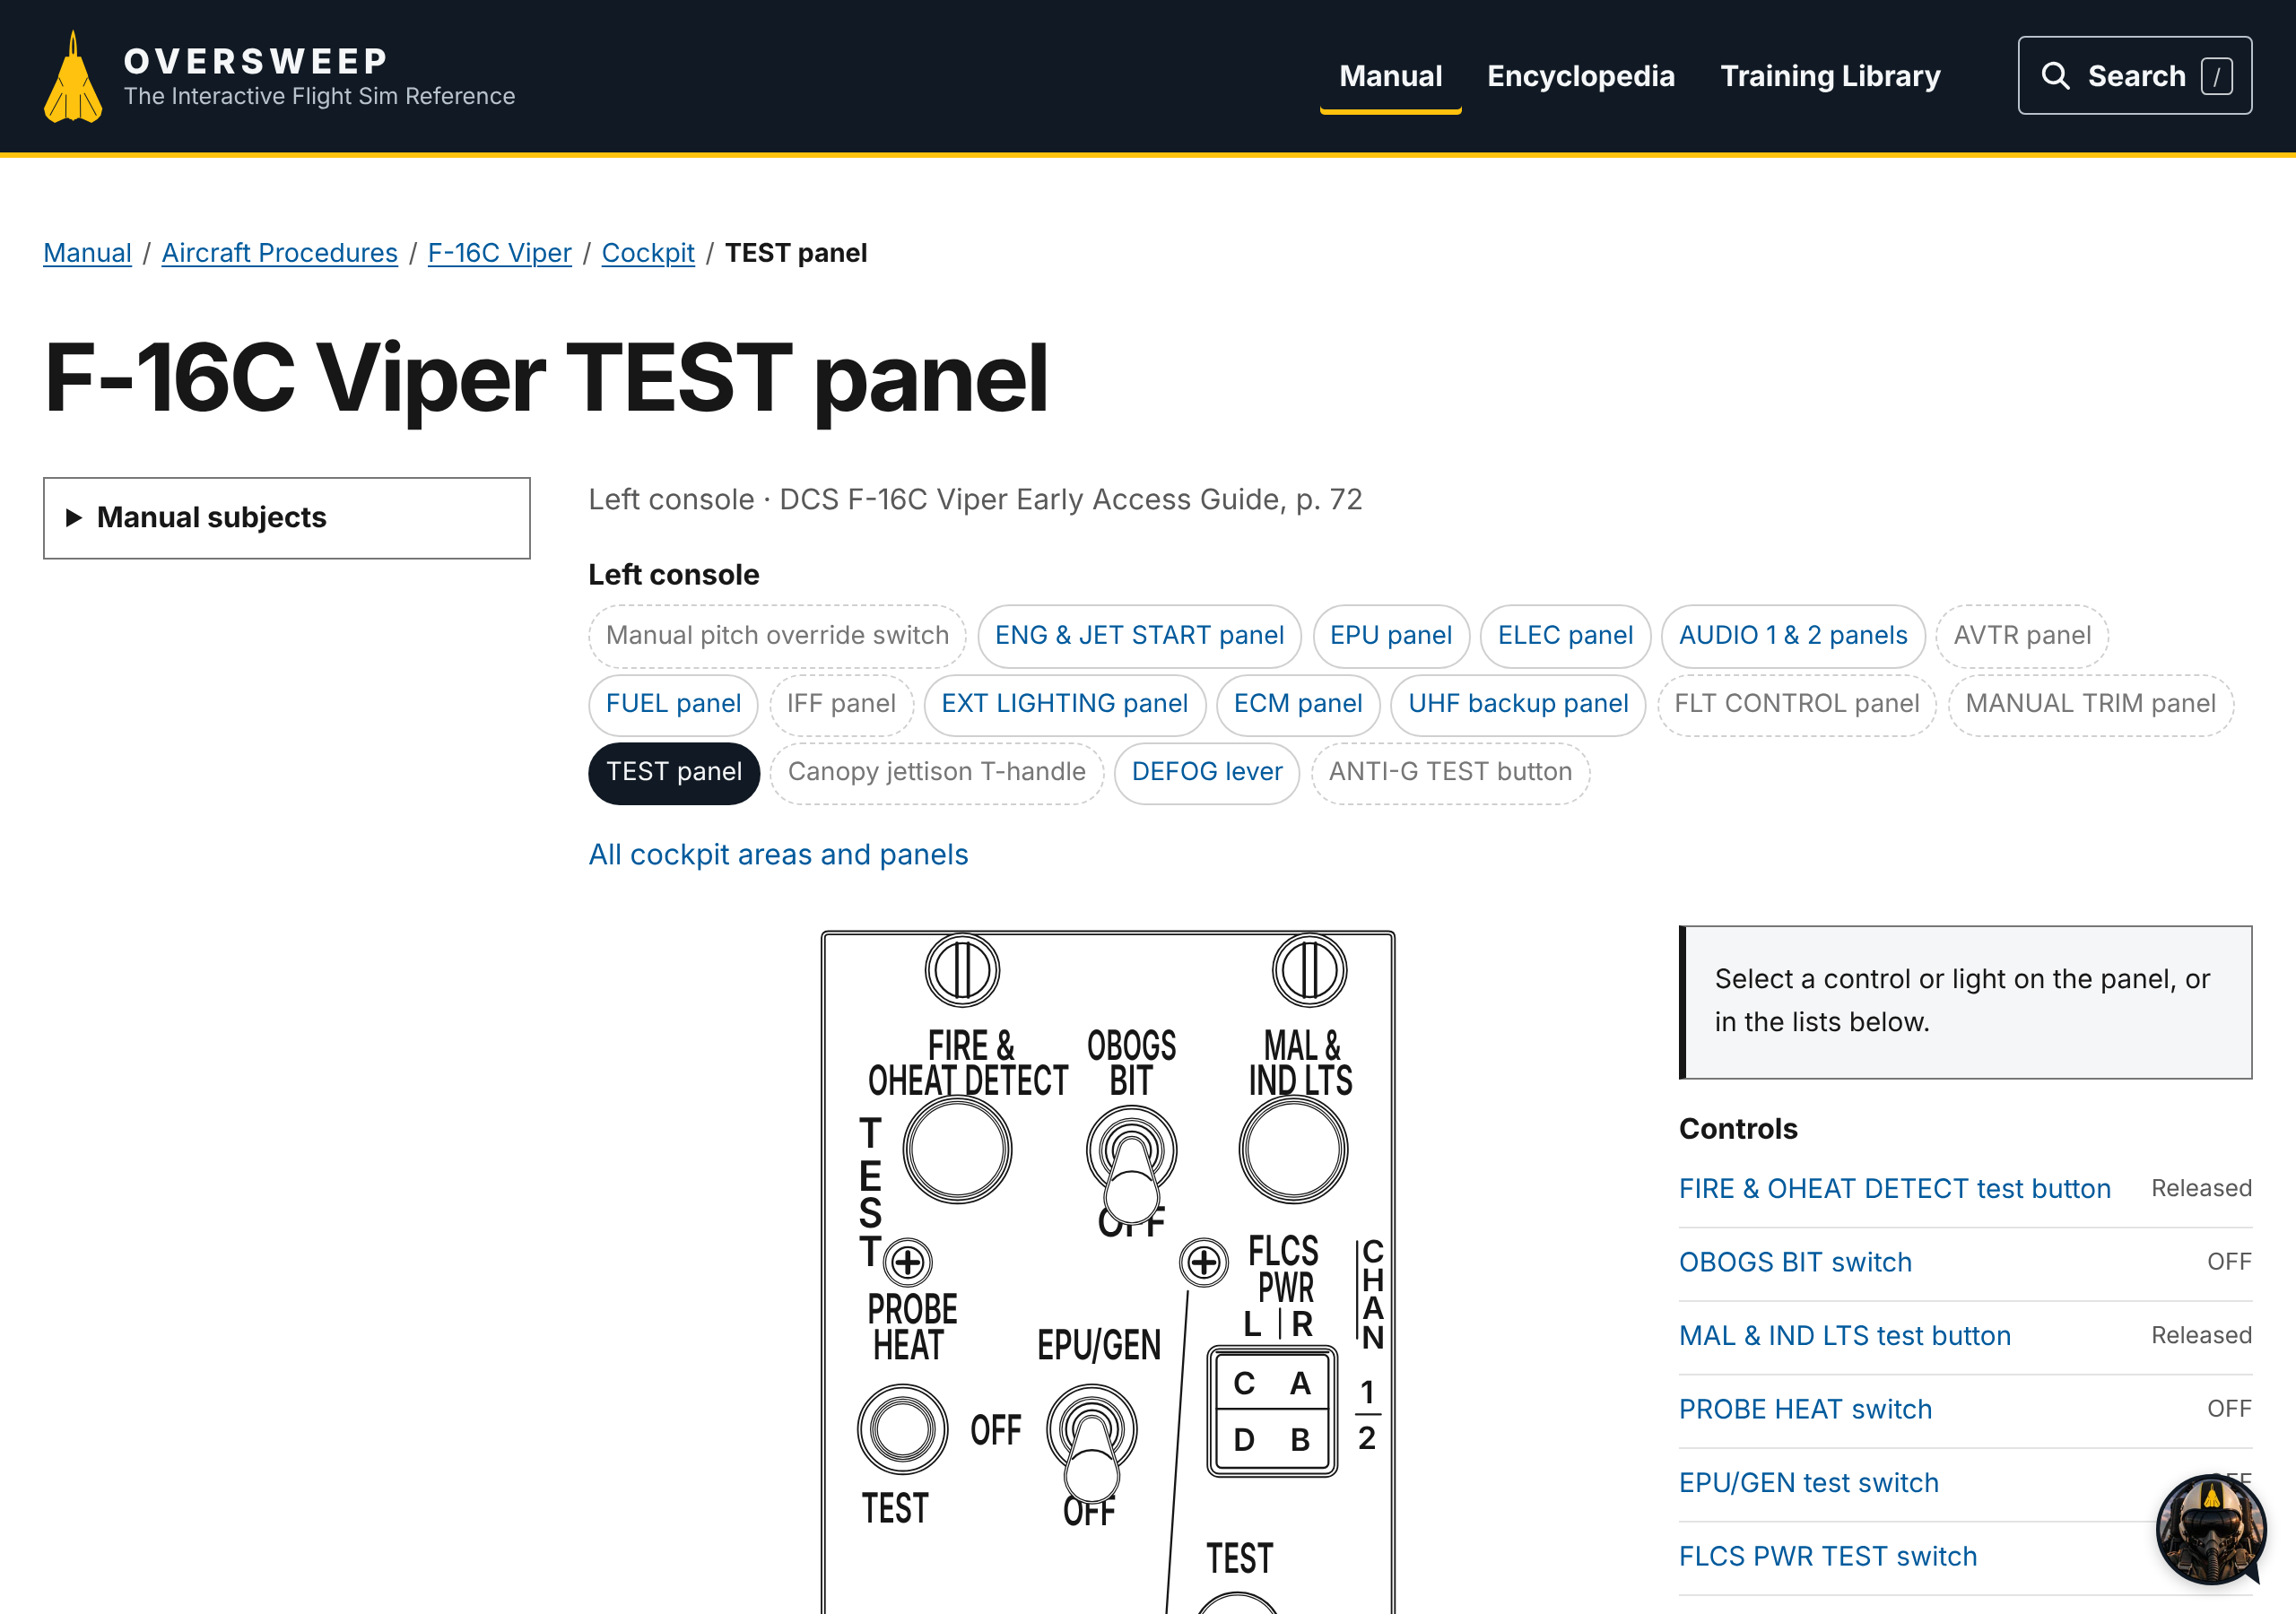 OVERSWEEP
The Interactive Flight Sim Reference
Manual
Encyclopedia
Training Library
Search /
Manual / Aircraft Procedures / F-16C Viper / Cockpit / TEST panel
F-16C Viper TEST panel
▶ Manual subjects
Left console · DCS F-16C Viper Early Access Guide, p. 72
Left console
Manual pitch override switch
ENG & JET START panel
EPU panel
ELEC panel
AUDIO 1 & 2 panels
AVTR panel
FUEL panel
IFF panel
EXT LIGHTING panel
ECM panel
UHF backup panel
FLT CONTROL panel
MANUAL TRIM panel
TEST panel
Canopy jettison T-handle
DEFOG lever
ANTI-G TEST button
All cockpit areas and panels
FIRE &
OHEAT DETECT
OBOGS
BIT
MAL &
IND LTS
TEST
OFF
PROBE
HEAT
EPU/GEN
FLCS
PWR
L | R
CHAN
C A
D B
1
2
OFF
TEST
OFF
TEST
Select a control or light on the panel, or
in the lists below.
Controls
FIRE & OHEAT DETECT test button Released
OBOGS BIT switch OFF
MAL & IND LTS test button Released
PROBE HEAT switch OFF
EPU/GEN test switch
FLCS PWR TEST switch